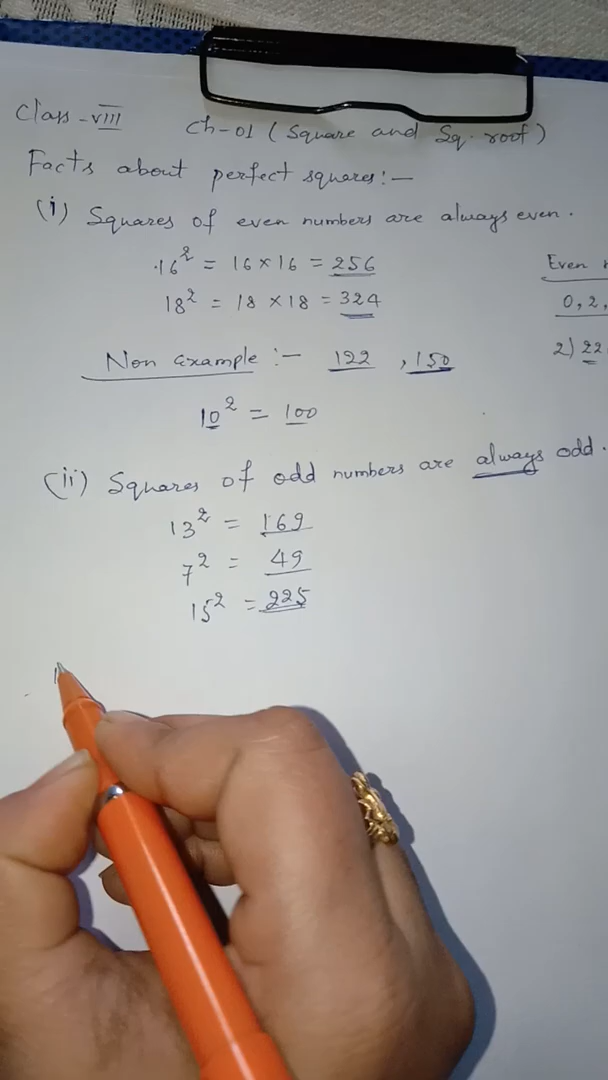 Class-VIII Ch-01 (Square and Sq. root)
Facts about perfect squares:-
(i) Squares of even numbers are always even.
16² = 16×16 = 256
18² = 18×18 = 324
Even
0, 2,
Non example :- 122, 150
2) 22
10² = 100
(ii) Squares of odd numbers are always odd.
13² = 169
7² = 49
15² = 225